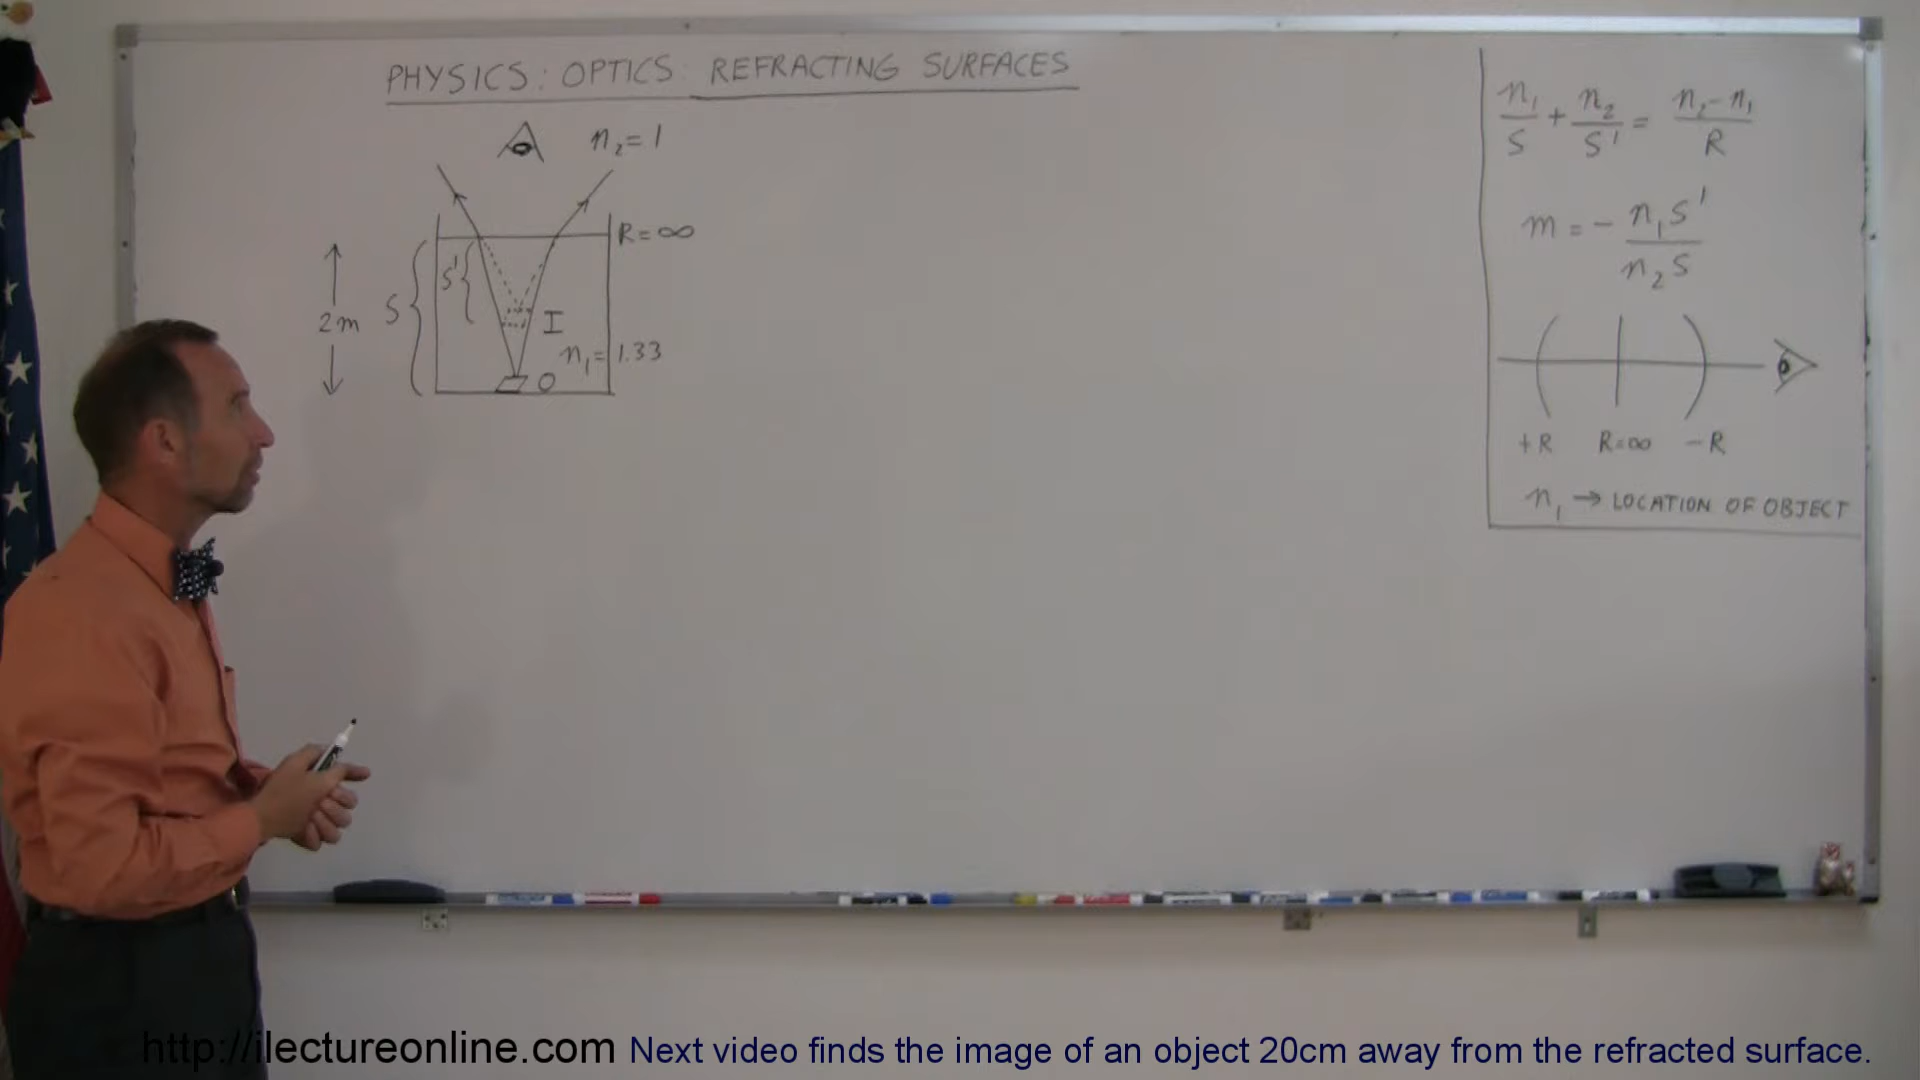 PHYSICS: OPTICS: REFRACTING SURFACES
n₂ = 1
R = ∞
2m
S
S'
I
n₁ = 1.33
O
n₁/S + n₂/S' = n₂-n₁/R
m = - n₁S'/n₂S
+R R=∞ -R
n₁ → LOCATION OF OBJECT
http://ilectureonline.com Next video finds the image of an object 20cm away from the refracted surface.